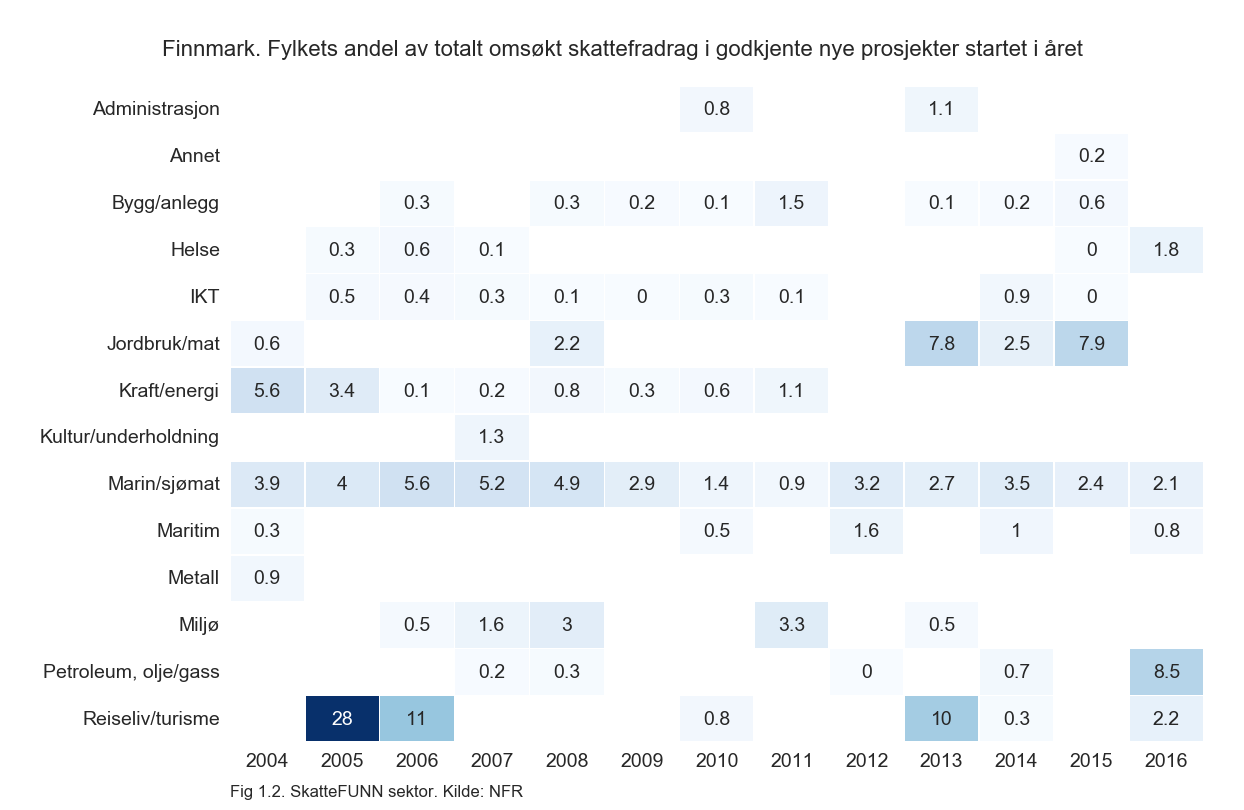 Finnmark. Fylkets andel av totalt omsøkt skattefradrag i godkjente nye prosjekter startet i året
Administrasjon 0.8 1.1
Annet 0.2
Bygg/anlegg 0.3 0.3 0.2 0.1 1.5 0.1 0.2 0.6
Helse 0.3 0.6 0.1 0 1.8
IKT 0.5 0.4 0.3 0.1 0 0.3 0.1 0.9 0
Jordbruk/mat 0.6 2.2 7.8 2.5 7.9
Kraft/energi 5.6 3.4 0.1 0.2 0.8 0.3 0.6 1.1
Kultur/underholdning 1.3
Marin/sjømat 3.9 4 5.6 5.2 4.9 2.9 1.4 0.9 3.2 2.7 3.5 2.4 2.1
Maritim 0.3 0.5 1.6 1 0.8
Metall 0.9
Miljø 0.5 1.6 3 3.3 0.5
Petroleum, olje/gass 0.2 0.3 0 0.7 8.5
Reiseliv/turisme 28 11 0.8 10 0.3 2.2
2004 2005 2006 2007 2008 2009 2010 2011 2012 2013 2014 2015 2016
Fig 1.2. SkatteFUNN sektor. Kilde: NFR